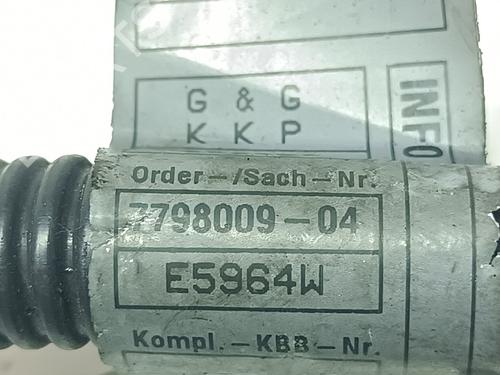 G & G
K K P
INFO
Order-/Sach-Nr.
7798009-04
E5964W
Kompl.-KBB-Nr.